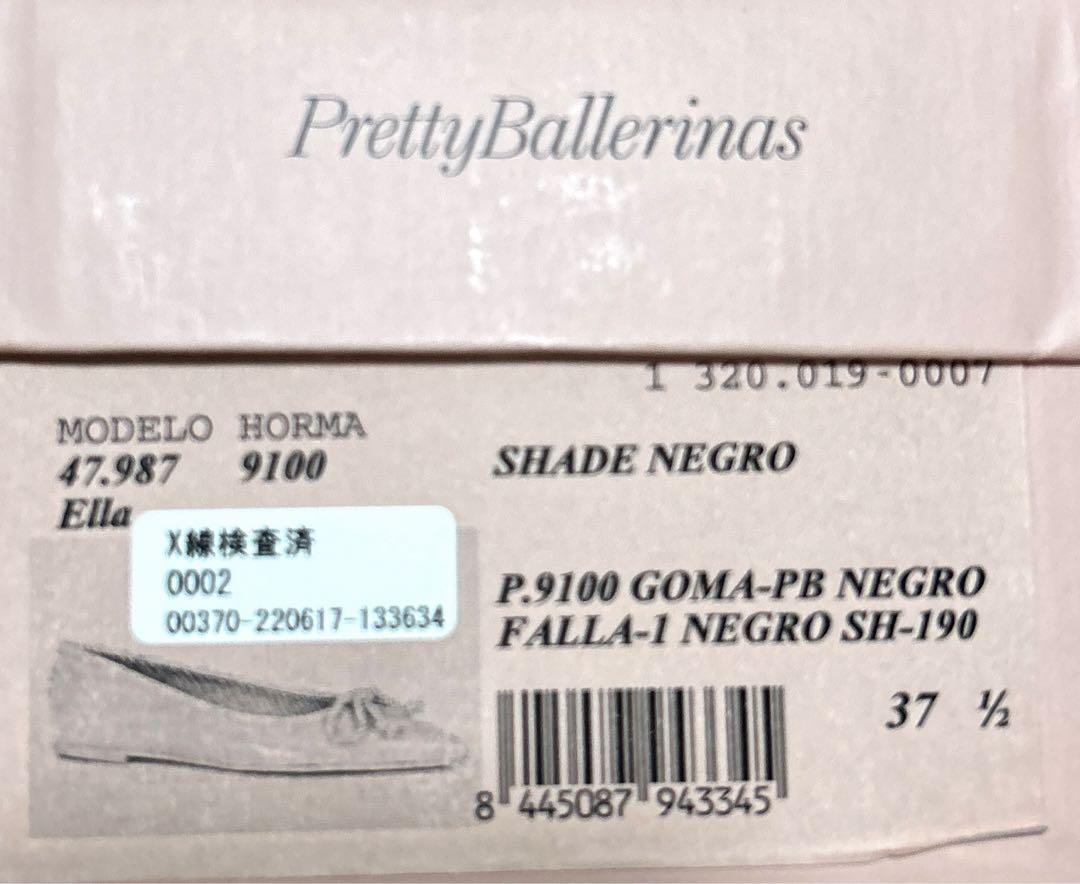 PrettyBallerinas
1 320.019-0007
MODELO HORMA
47.987 9100
Ella
SHADE NEGRO
X線検査済
0002
00370-220617-133634
P.9100 GOMA-PB NEGRO
FALLA-1 NEGRO SH-190
37 ½
8 445087 943345